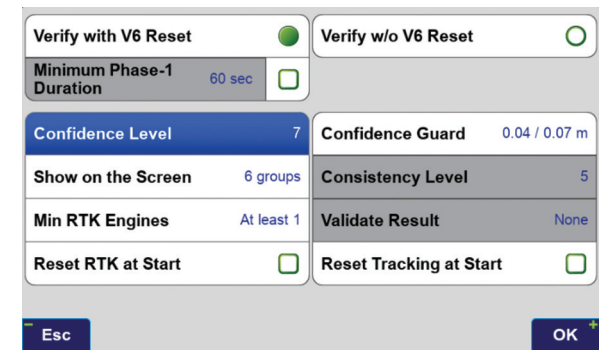 Verify with V6 Reset
Verify w/o V6 Reset
Minimum Phase-1
Duration
60 sec
Confidence Level 7
Confidence Guard 0.04 / 0.07 m
Show on the Screen 6 groups
Consistency Level 5
Min RTK Engines At least 1
Validate Result None
Reset RTK at Start
Reset Tracking at Start
− Esc
OK +